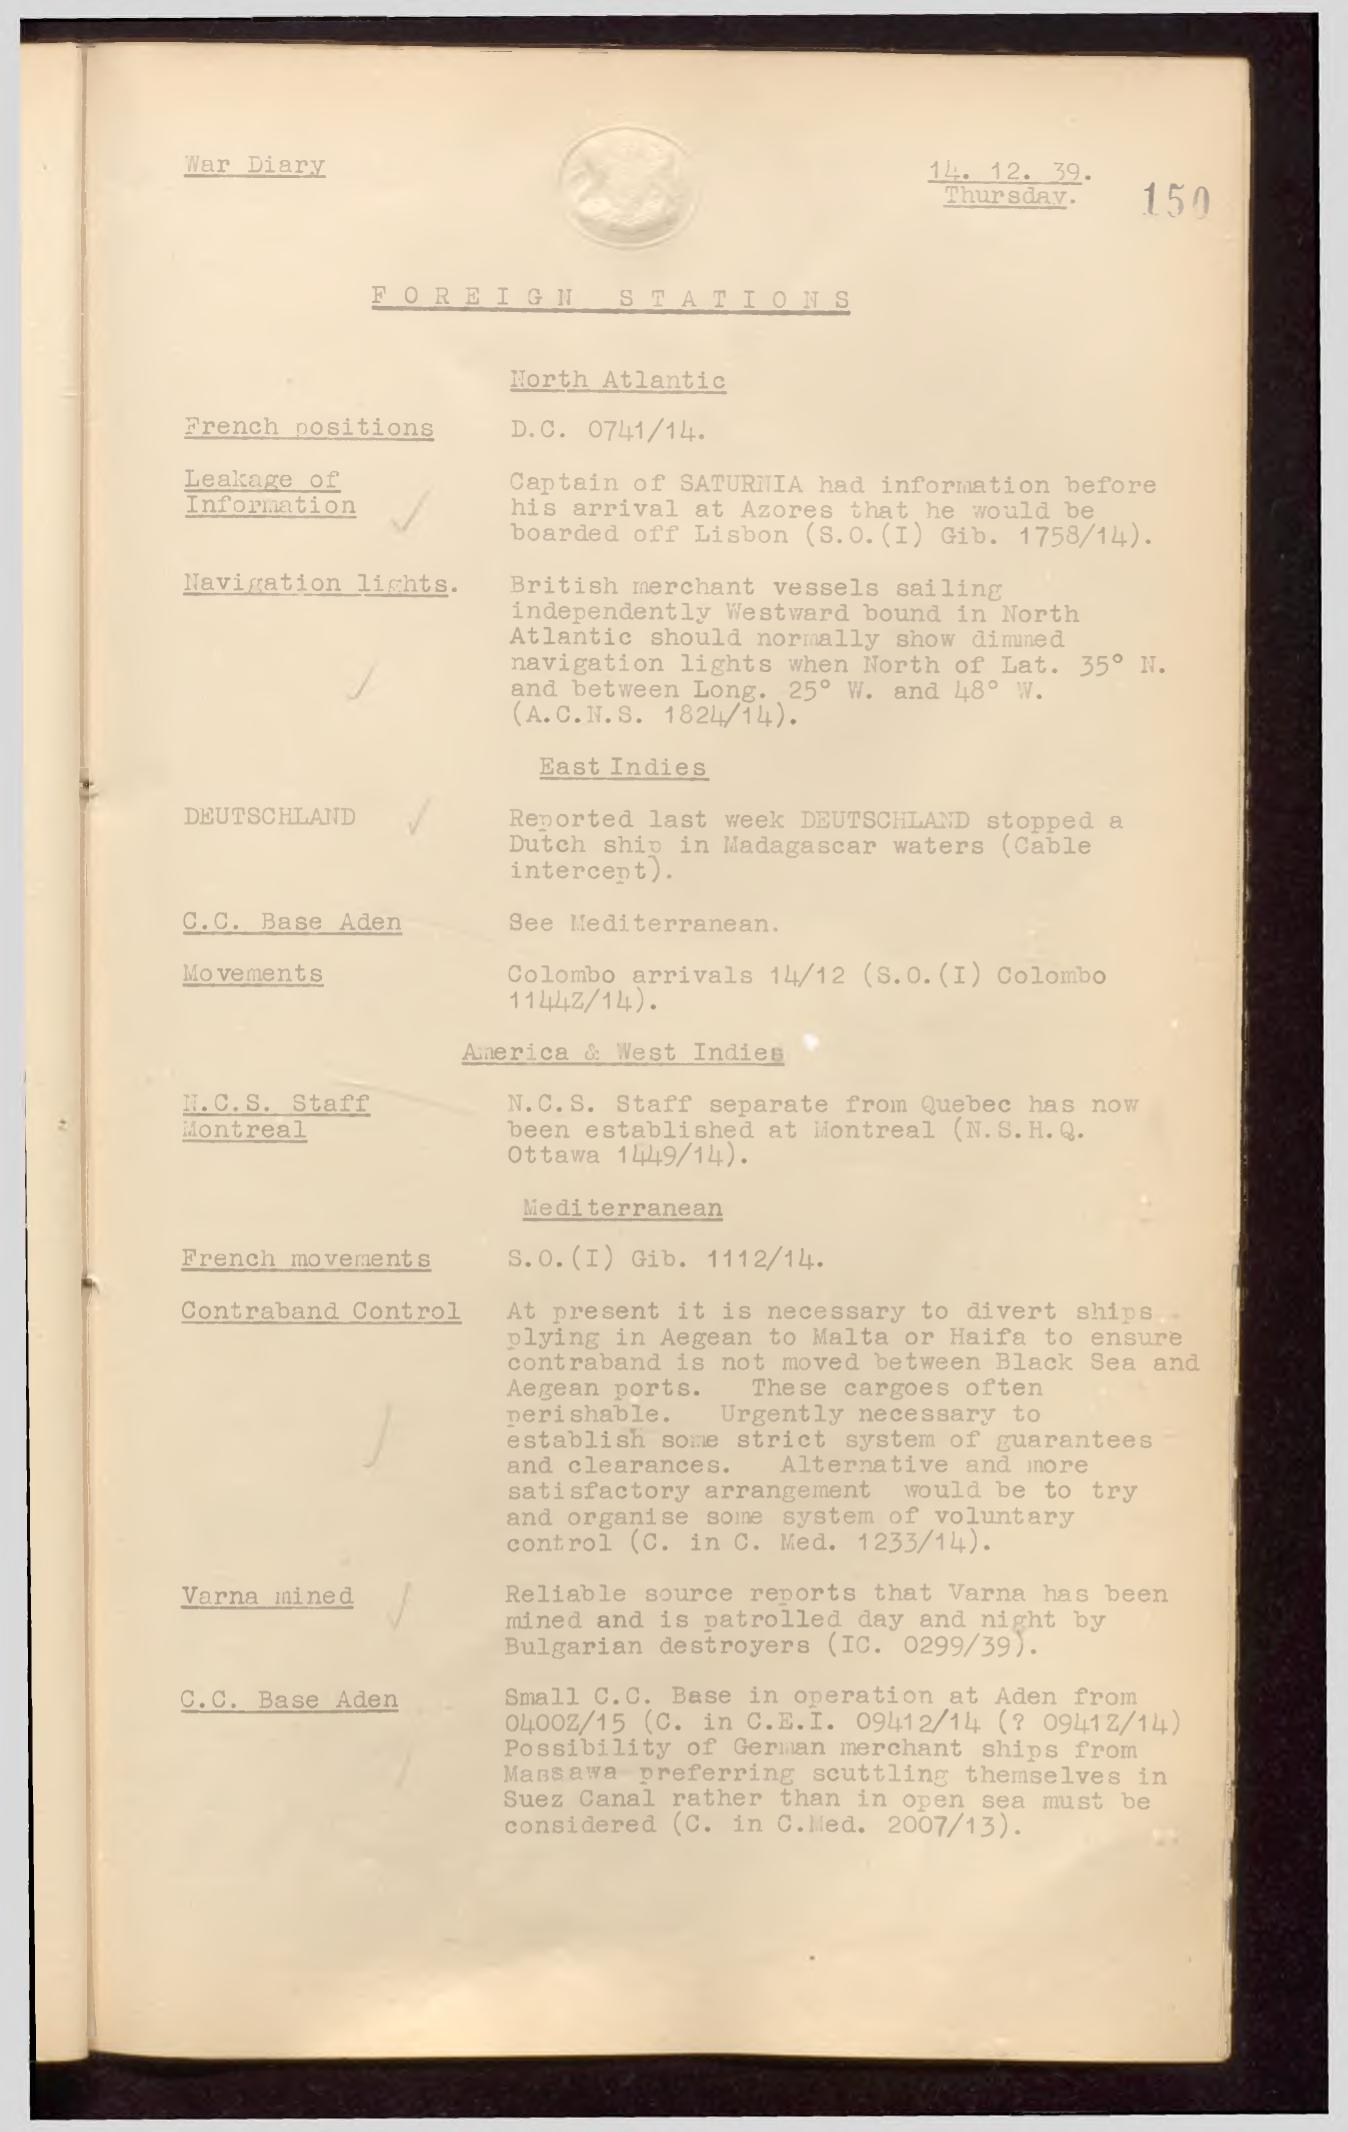 War Diary
14. 12. 39.
Thursday.
150
FOREIGN STATIONS
North Atlantic
French positions
D.C. 0741/14.
Leakage of
Information
Captain of SATURNIA had information before
his arrival at Azores that he would be
boarded off Lisbon (S.O.(I) Gib. 1758/14).
Navigation lights.
British merchant vessels sailing
independently Westward bound in North
Atlantic should normally show dimmed
navigation lights when North of Lat. 35° N.
and between Long. 25° W. and 48° W.
(A.C.N.S. 1824/14).
East Indies
DEUTSCHLAND
Reported last week DEUTSCHLAND stopped a
Dutch ship in Madagascar waters (Cable
intercept).
C.C. Base Aden
See Mediterranean.
Movements
Colombo arrivals 14/12 (S.O.(I) Colombo
1144Z/14).
America & West Indies
N.C.S. Staff
Montreal
N.C.S. Staff separate from Quebec has now
been established at Montreal (N.S.H.Q.
Ottawa 1449/14).
Mediterranean
French movements
S.O.(I) Gib. 1112/14.
Contraband Control
At present it is necessary to divert ships
plying in Aegean to Malta or Haifa to ensure
contraband is not moved between Black Sea and
Aegean ports. These cargoes often
perishable. Urgently necessary to
establish some strict system of guarantees
and clearances. Alternative and more
satisfactory arrangement would be to try
and organise some system of voluntary
control (C. in C. Med. 1233/14).
Varna mined
Reliable source reports that Varna has been
mined and is patrolled day and night by
Bulgarian destroyers (IC. 0299/39).
C.C. Base Aden
Small C.C. Base in operation at Aden from
0400Z/15 (C. in C.E.I. 09412/14 (? 0941Z/14)
Possibility of German merchant ships from
Massawa preferring scuttling themselves in
Suez Canal rather than in open sea must be
considered (C. in C.Med. 2007/13).